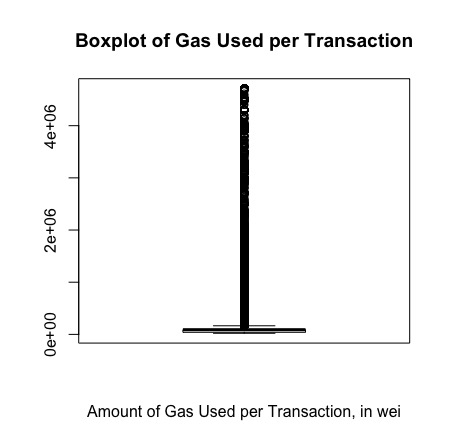 Boxplot of Gas Used per Transaction
4e+06
2e+06
0e+00
Amount of Gas Used per Transaction, in wei